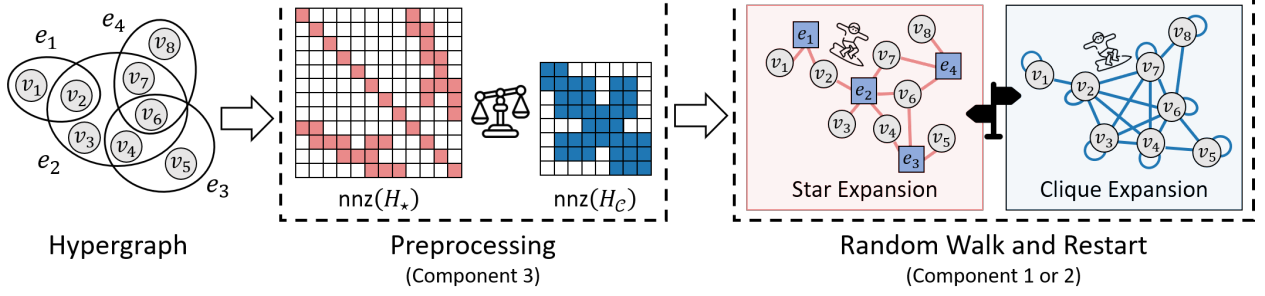 e₁
e₄
v₈
v₇
v₁
v₂
v₆
v₃
v₄
v₅
e₂
e₃
Hypergraph
nnz(H⋆)
nnz(H_𝒞)
Preprocessing
(Component 3)
e₁
v₈
v₁
v₂
v₇
e₄
e₂
v₆
v₃
v₄
v₅
e₃
Star Expansion
v₈
v₁
v₇
v₂
v₆
v₃
v₄
v₅
Clique Expansion
Random Walk and Restart
(Component 1 or 2)